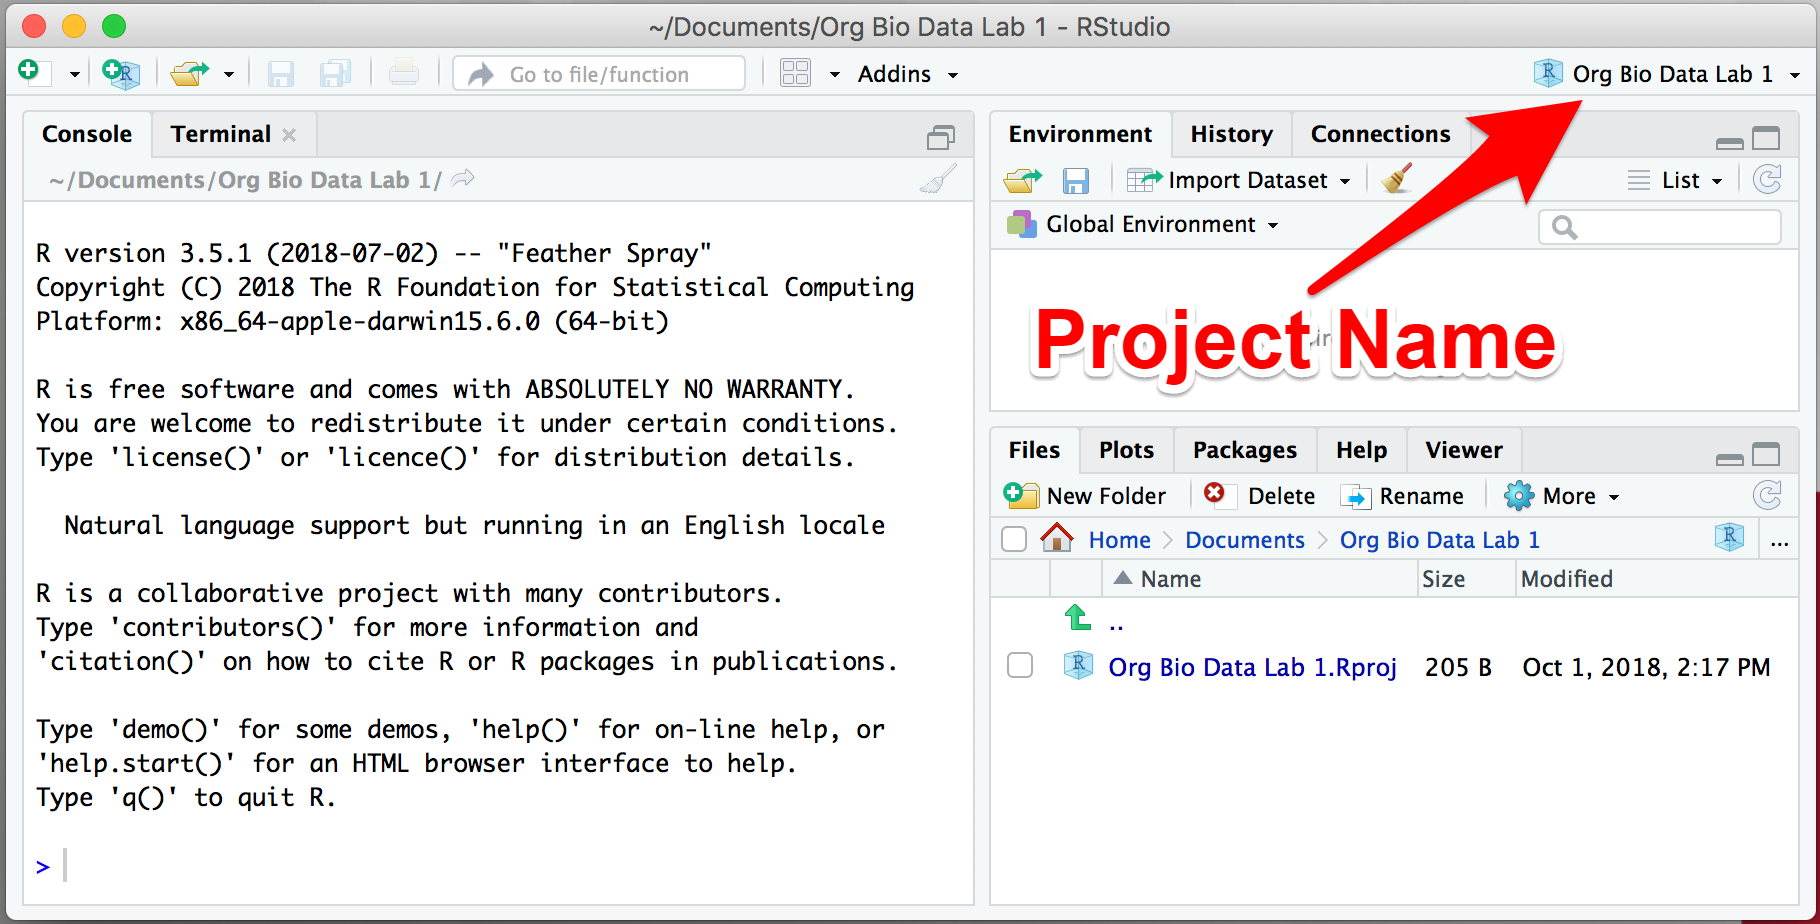 ~/Documents/Org Bio Data Lab 1 - RStudio
Go to file/function
Addins
Org Bio Data Lab 1
Console
Terminal
~/Documents/Org Bio Data Lab 1/
R version 3.5.1 (2018-07-02) -- "Feather Spray"
Copyright (C) 2018 The R Foundation for Statistical Computing
Platform: x86_64-apple-darwin15.6.0 (64-bit)
R is free software and comes with ABSOLUTELY NO WARRANTY.
You are welcome to redistribute it under certain conditions.
Type 'license()' or 'licence()' for distribution details.
Natural language support but running in an English locale
R is a collaborative project with many contributors.
Type 'contributors()' for more information and
'citation()' on how to cite R or R packages in publications.
Type 'demo()' for some demos, 'help()' for on-line help, or
'help.start()' for an HTML browser interface to help.
Type 'q()' to quit R.
>
Environment
History
Connections
Import Dataset
List
Global Environment
Project Name
Files
Plots
Packages
Help
Viewer
New Folder
Delete
Rename
More
Home
Documents
Org Bio Data Lab 1
...
Name
Size
Modified
..
Org Bio Data Lab 1.Rproj
205 B
Oct 1, 2018, 2:17 PM